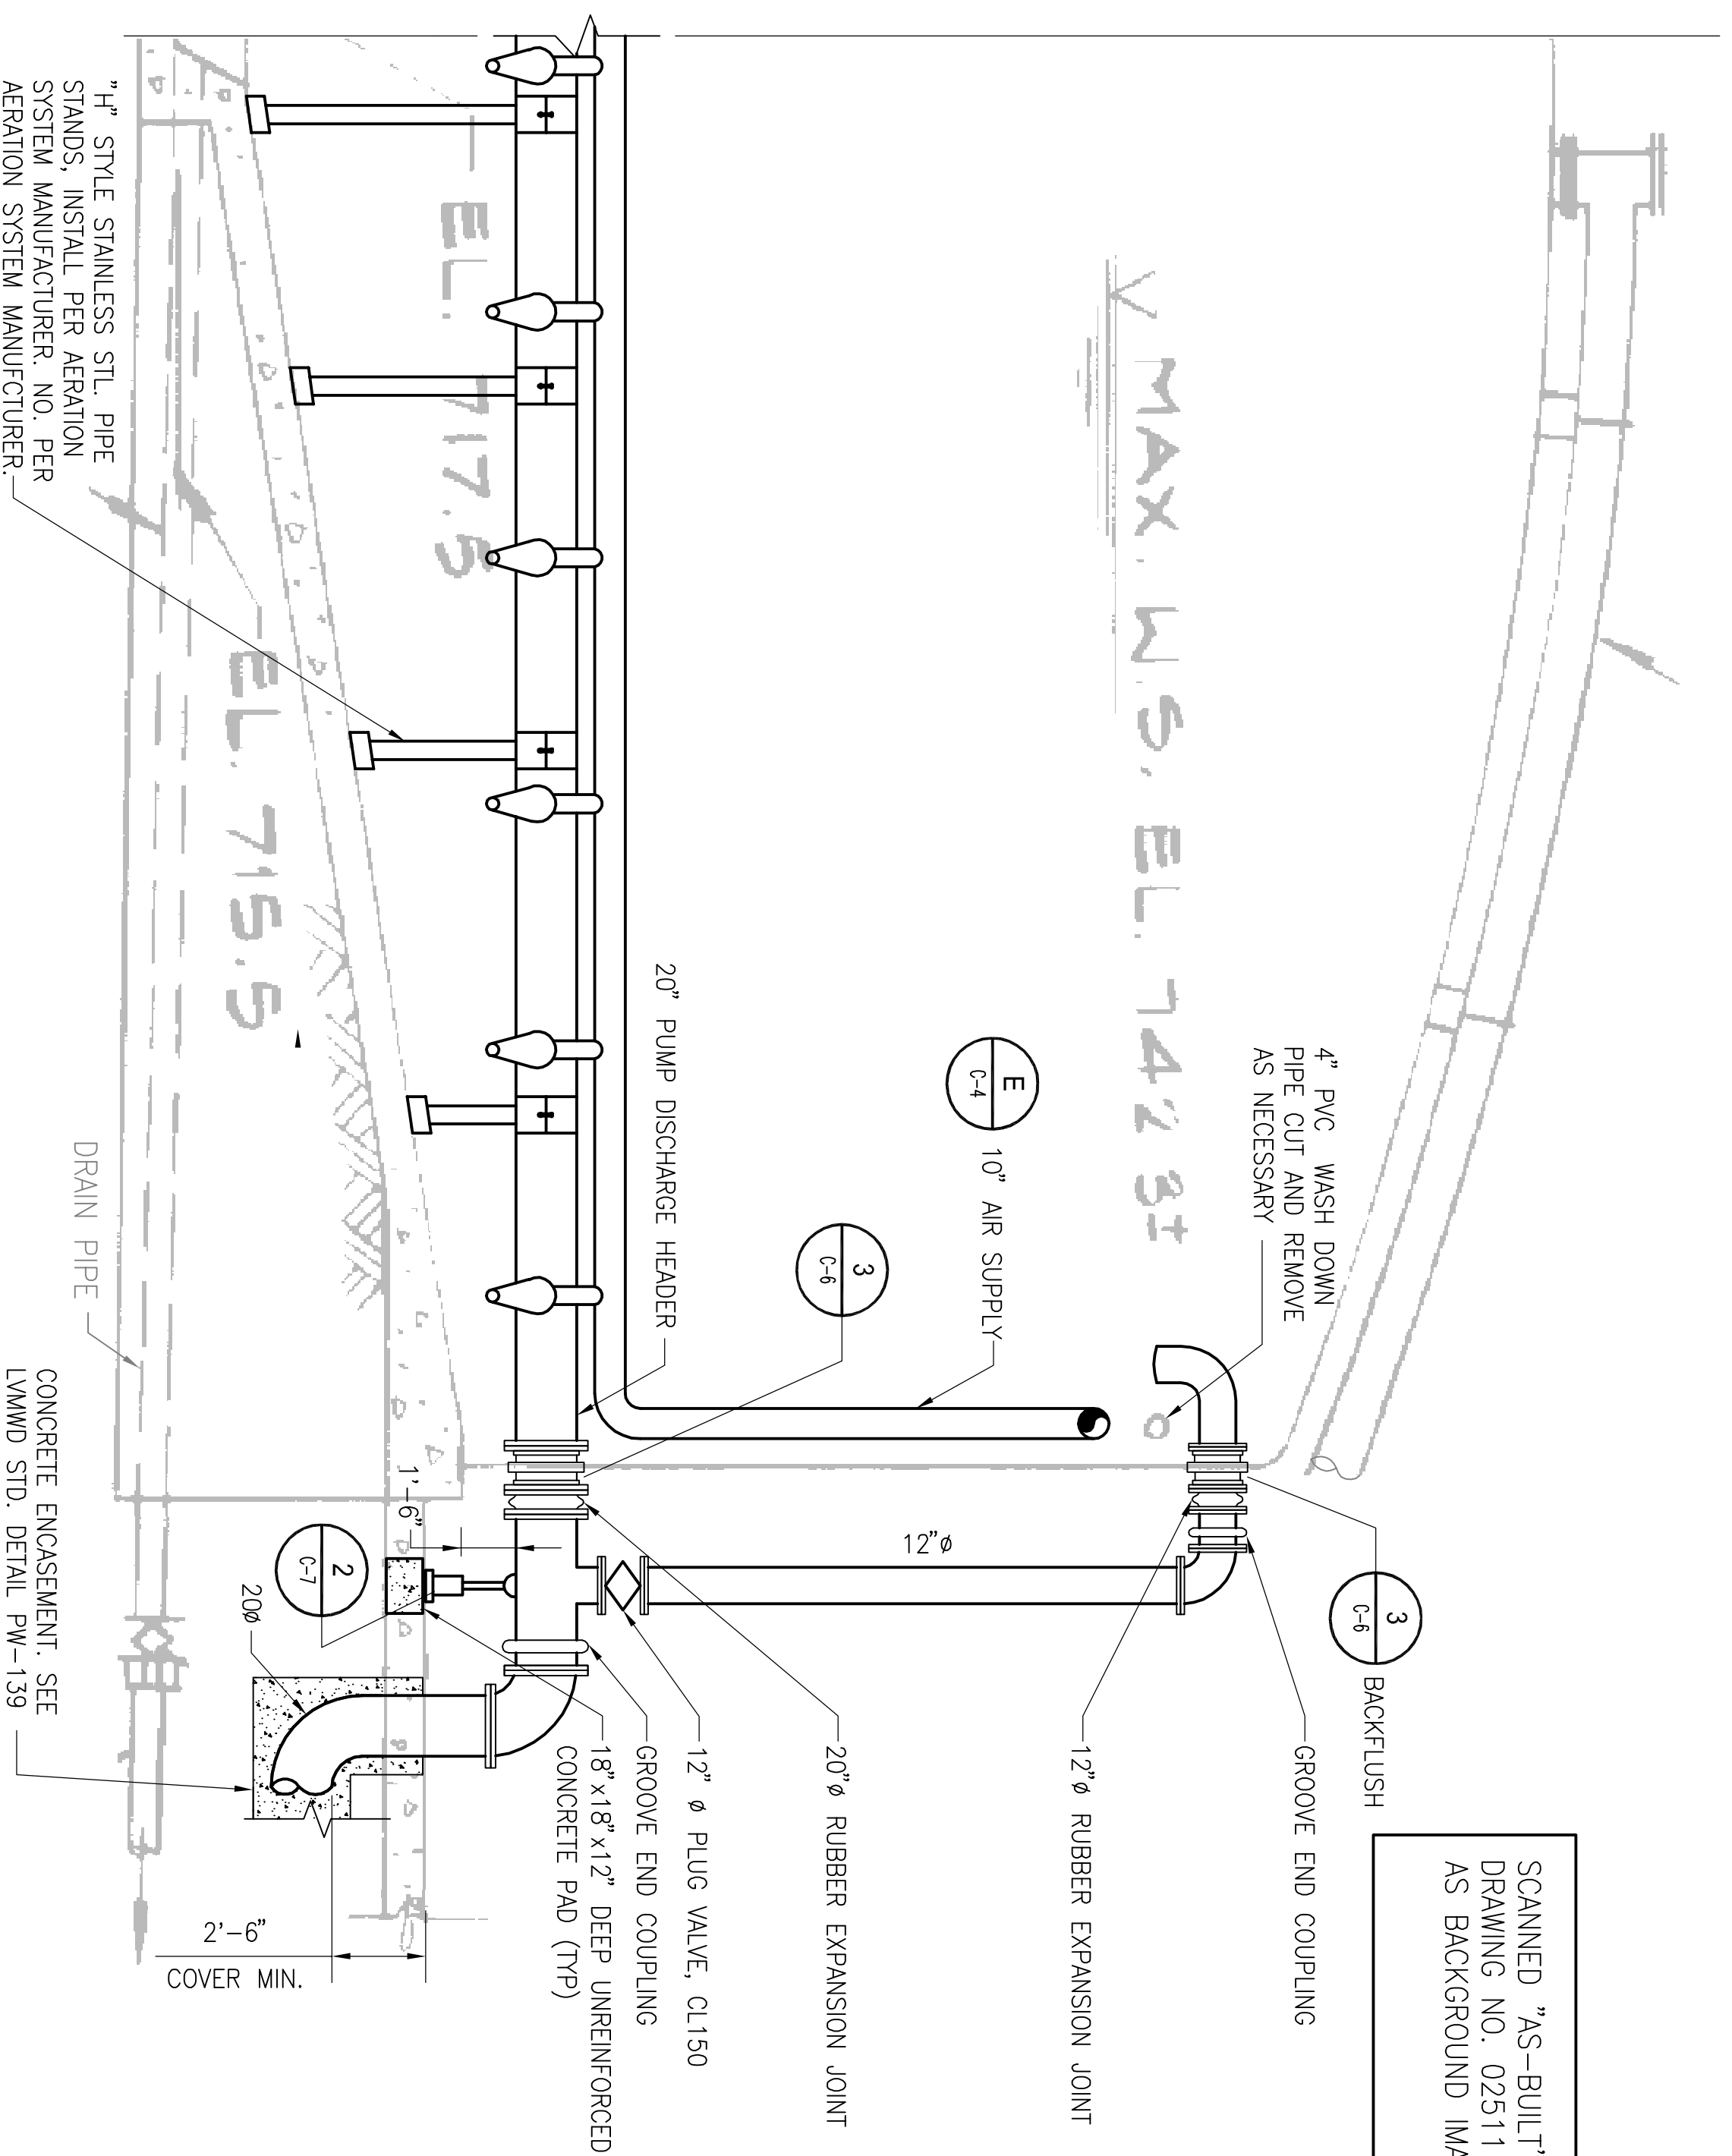 SCANNED "AS-BUILT"
DRAWING NO. 02511
AS BACKGROUND
3
C-6
BACKFLUSH
GROOVE END COUPLING
4" PVC WASH DOWN
PIPE CUT AND REMOVE
AS NECESSARY
MAX. W.S. EL. 742.3±
12"ø RUBBER EXPANSION JOINT
E
C-4
10" AIR SUPPLY
12"ø
3
C-6
20"ø RUBBER EXPANSION JOINT
20" PUMP DISCHARGE HEADER
12" ø PLUG VALVE, CL150
GROOVE END COUPLING
18"x18"x12" DEEP UNREINFORCED
CONCRETE PAD (TYP)
EL. 717.5
1'-6"
2
C-7
20ø
EL. 715.5
2'-6"
COVER MIN.
DRAIN PIPE
"H" STYLE STAINLESS STL. PIPE
STANDS, INSTALL PER AERATION
SYSTEM MANUFACTURER. NO. PER
AERATION SYSTEM MANUFCTURER.
CONCRETE ENCASEMENT. SEE
LVMWD STD. DETAIL PW-139